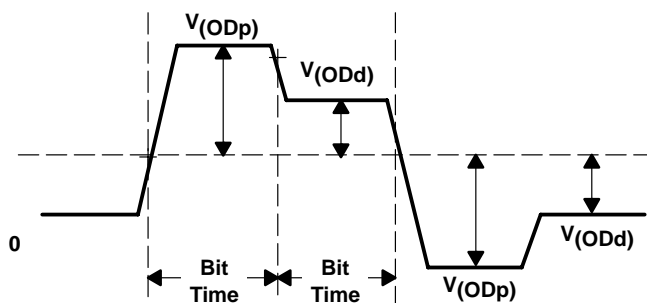 V(ODp)
V(ODd)
0
Bit
Time
Bit
Time
V(ODp)
V(ODd)